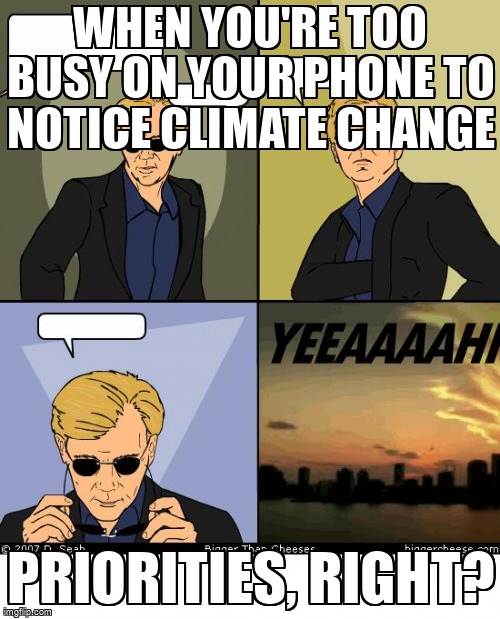 WHEN YOU'RE TOO
BUSY ON YOUR PHONE TO
NOTICE CLIMATE CHANGE
YEEAAAAH
© 2007 D. Seah Bigger Than Cheeses biggercheese.com
PRIORITIES, RIGHT?
imgflip.com